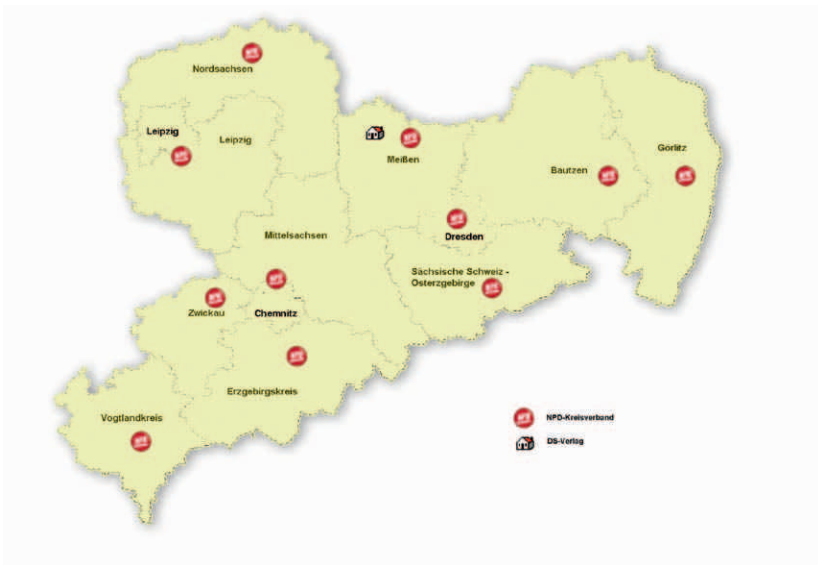 Nordsachsen
Leipzig
Leipzig
Meißen
Görlitz
Bautzen
Dresden
Mittelsachsen
Sächsische Schweiz -
Osterzgebirge
Zwickau
Chemnitz
Erzgebirgskreis
Vogtlandkreis
NPD-Kreisverband
DS-Verlag